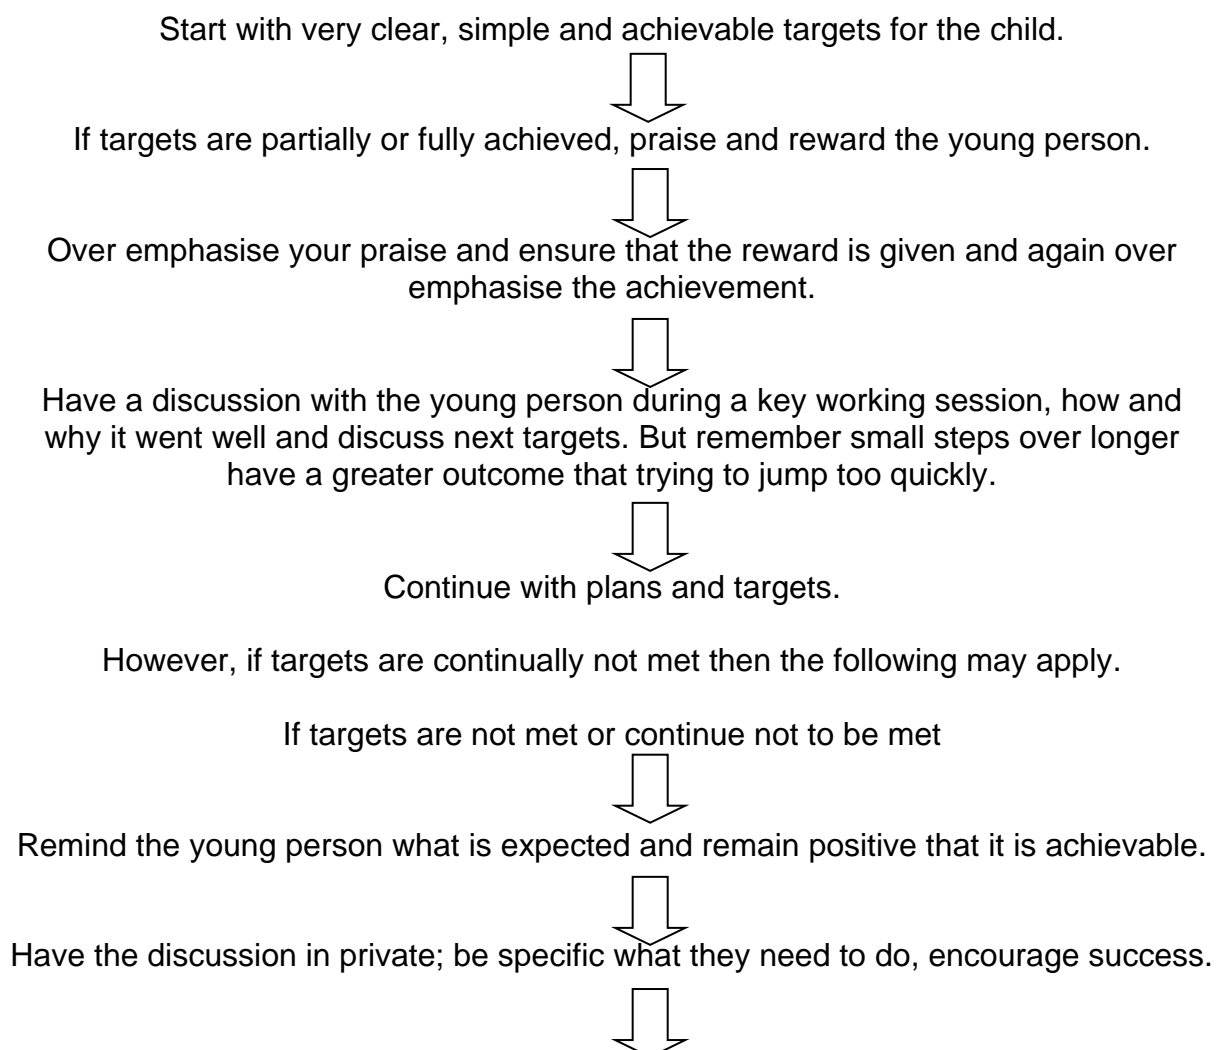 Start with very clear, simple and achievable targets for the child.
If targets are partially or fully achieved, praise and reward the young person.
Over emphasise your praise and ensure that the reward is given and again over
emphasise the achievement.
Have a discussion with the young person during a key working session, how and
why it went well and discuss next targets. But remember small steps over longer
have a greater outcome that trying to jump too quickly.
Continue with plans and targets.
However, if targets are continually not met then the following may apply.
If targets are not met or continue not to be met
Remind the young person what is expected and remain positive that it is achievable.
Have the discussion in private; be specific what they need to do, encourage success.